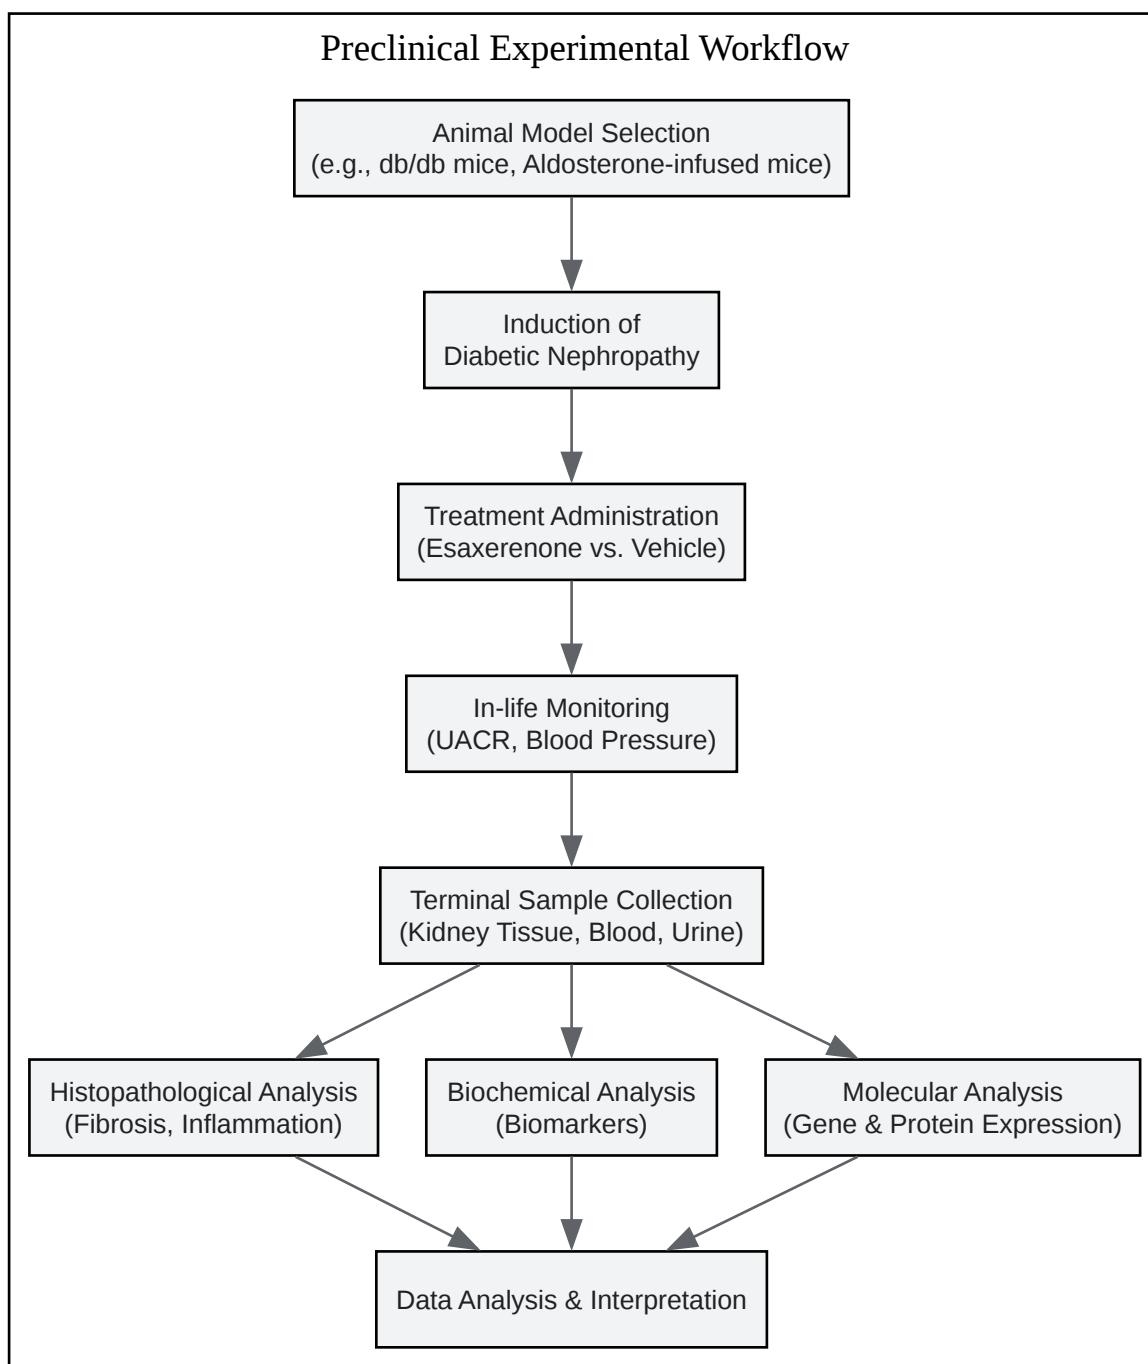 Preclinical Experimental Workflow
Animal Model Selection
(e.g., db/db mice, Aldosterone-infused mice)
Induction of
Diabetic Nephropathy
Treatment Administration
(Esaxerenone vs. Vehicle)
In-life Monitoring
(UACR, Blood Pressure)
Terminal Sample Collection
(Kidney Tissue, Blood, Urine)
Histopathological Analysis
(Fibrosis, Inflammation)
Biochemical Analysis
(Biomarkers)
Molecular Analysis
(Gene & Protein Expression)
Data Analysis & Interpretation